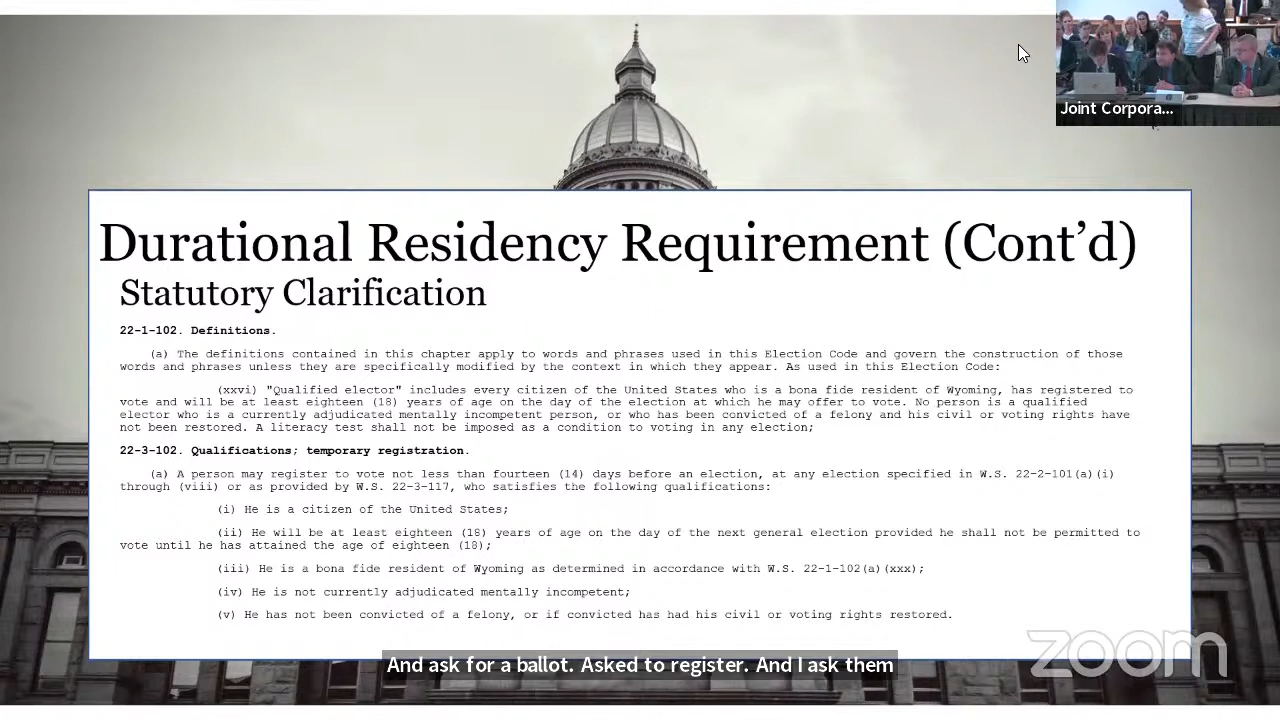 Joint Corpora...
Durational Residency Requirement (Cont’d)
Statutory Clarification
22-1-102. Definitions.
(a) The definitions contained in this chapter apply to words and phrases used in this Election Code and govern the construction of those
words and phrases unless they are specifically modified by the context in which they appear. As used in this Election Code:
(xxvi) "Qualified elector" includes every citizen of the United States who is a bona fide resident of Wyoming, has registered to
vote and will be at least eighteen (18) years of age on the day of the election at which he may offer to vote. No person is a qualified
elector who is a currently adjudicated mentally incompetent person, or who has been convicted of a felony and his civil or voting rights have
not been restored. A literacy test shall not be imposed as a condition to voting in any election;
22-3-102. Qualifications; temporary registration.
(a) A person may register to vote not less than fourteen (14) days before an election, at any election specified in W.S. 22-2-101(a)(i)
through (viii) or as provided by W.S. 22-3-117, who satisfies the following qualifications:
(i) He is a citizen of the United States;
(ii) He will be at least eighteen (18) years of age on the day of the next general election provided he shall not be permitted to
vote until he has attained the age of eighteen (18);
(iii) He is a bona fide resident of Wyoming as determined in accordance with W.S. 22-1-102(a)(xxx);
(iv) He is not currently adjudicated mentally incompetent;
(v) He has not been convicted of a felony, or if convicted has had his civil or voting rights restored.
zoom
And ask for a ballot. Asked to register. And I ask them